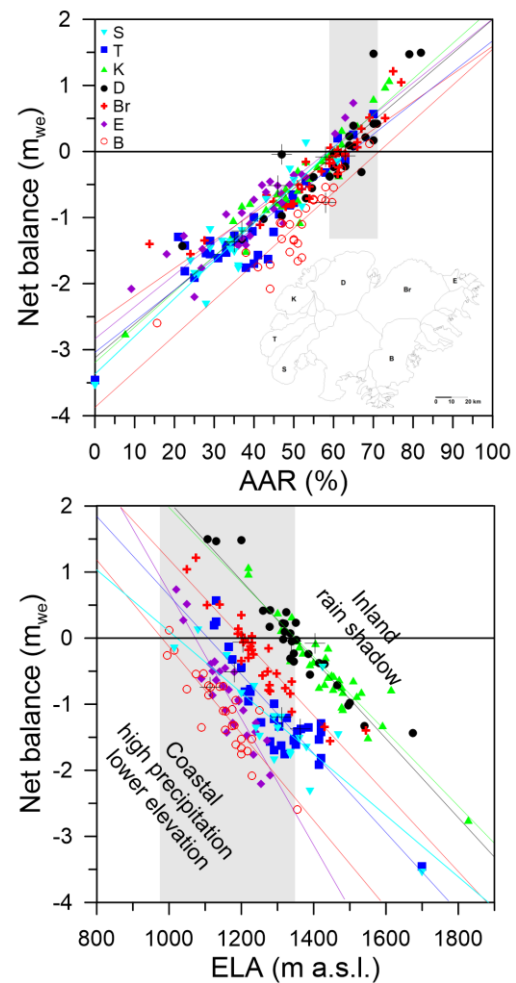 2
1
0
-1
-2
-3
-4
Net balance (mwe)
S
T
K
D
Br
E
B
K
D
Br
E
T
S
B
0 10 20 km
0 10 20 30 40 50 60 70 80 90 100
AAR (%)
2
1
0
-1
-2
-3
-4
Net balance (mwe)
Inland
rain shadow
Coastal
high precipitation
lower elevation
800 1000 1200 1400 1600 1800
ELA (m a.s.l.)